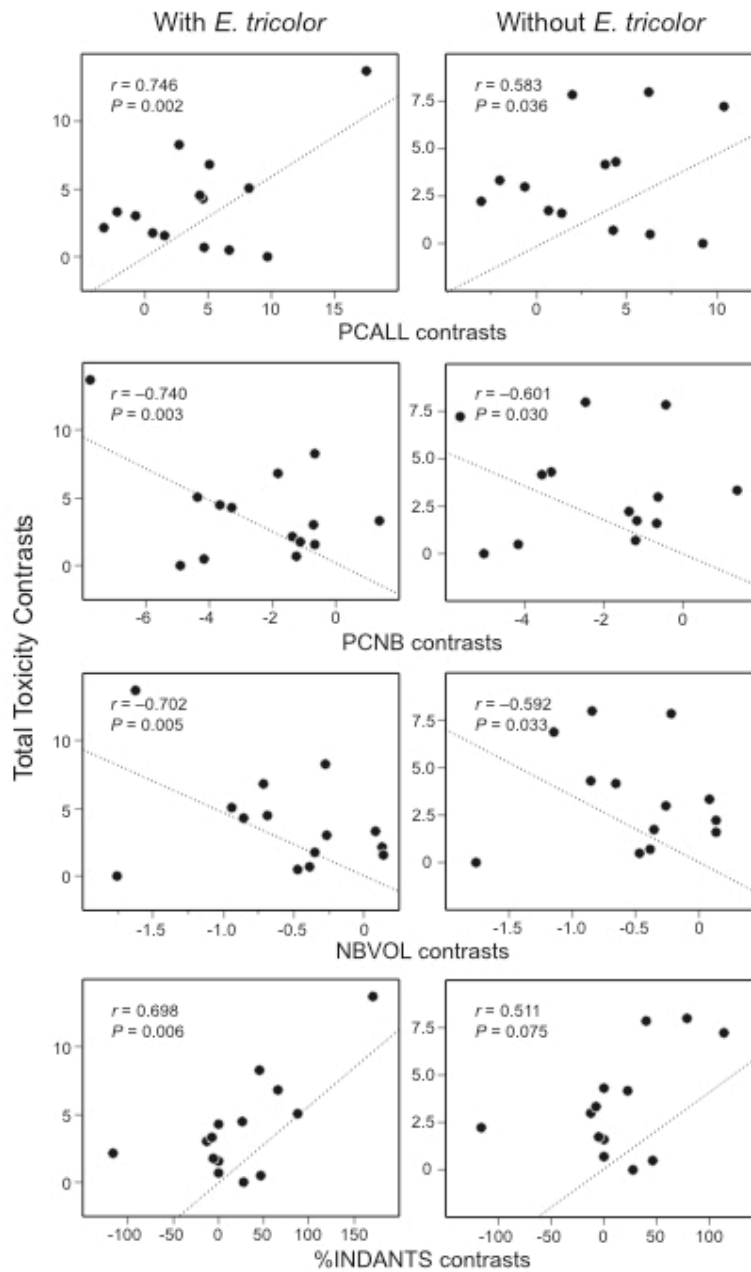 With E. tricolor
Without E. tricolor
Total Toxicity Contrasts
r = 0.746
P = 0.002
10
5
0
0
5
10
15
r = 0.583
P = 0.036
7.5
5.0
2.5
0
0
5
10
PCALL contrasts
r = –0.740
P = 0.003
10
5
0
-6
-4
-2
0
r = –0.601
P = 0.030
7.5
5.0
2.5
0
-4
-2
0
PCNB contrasts
r = –0.702
P = 0.005
10
5
0
-1.5
-1.0
-0.5
0
r = –0.592
P = 0.033
7.5
5.0
2.5
0
-1.5
-1.0
-0.5
0
NBVOL contrasts
r = 0.698
P = 0.006
10
5
0
-100
-50
0
50
100
150
r = 0.511
P = 0.075
7.5
5.0
2.5
0
-100
-50
0
50
100
%INDANTS contrasts